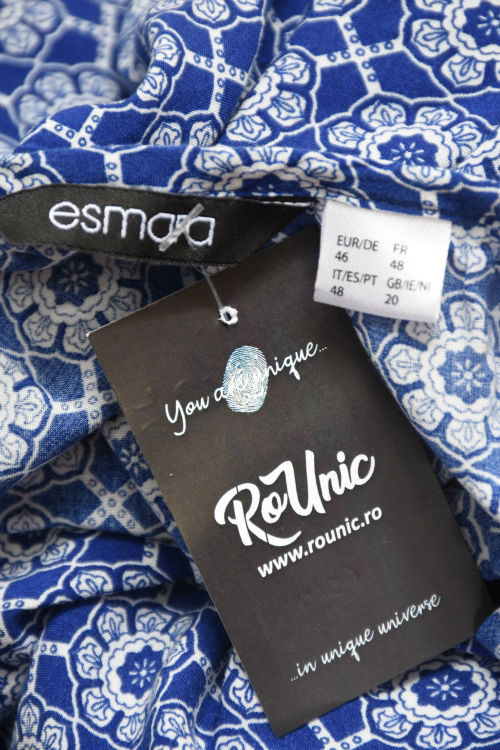 esmara
EUR/DE FR
46 48
IT/ES/PT GB/IE/NI
48 20
You a unique...
RoUnic
www.rounic.ro
...in unique universe